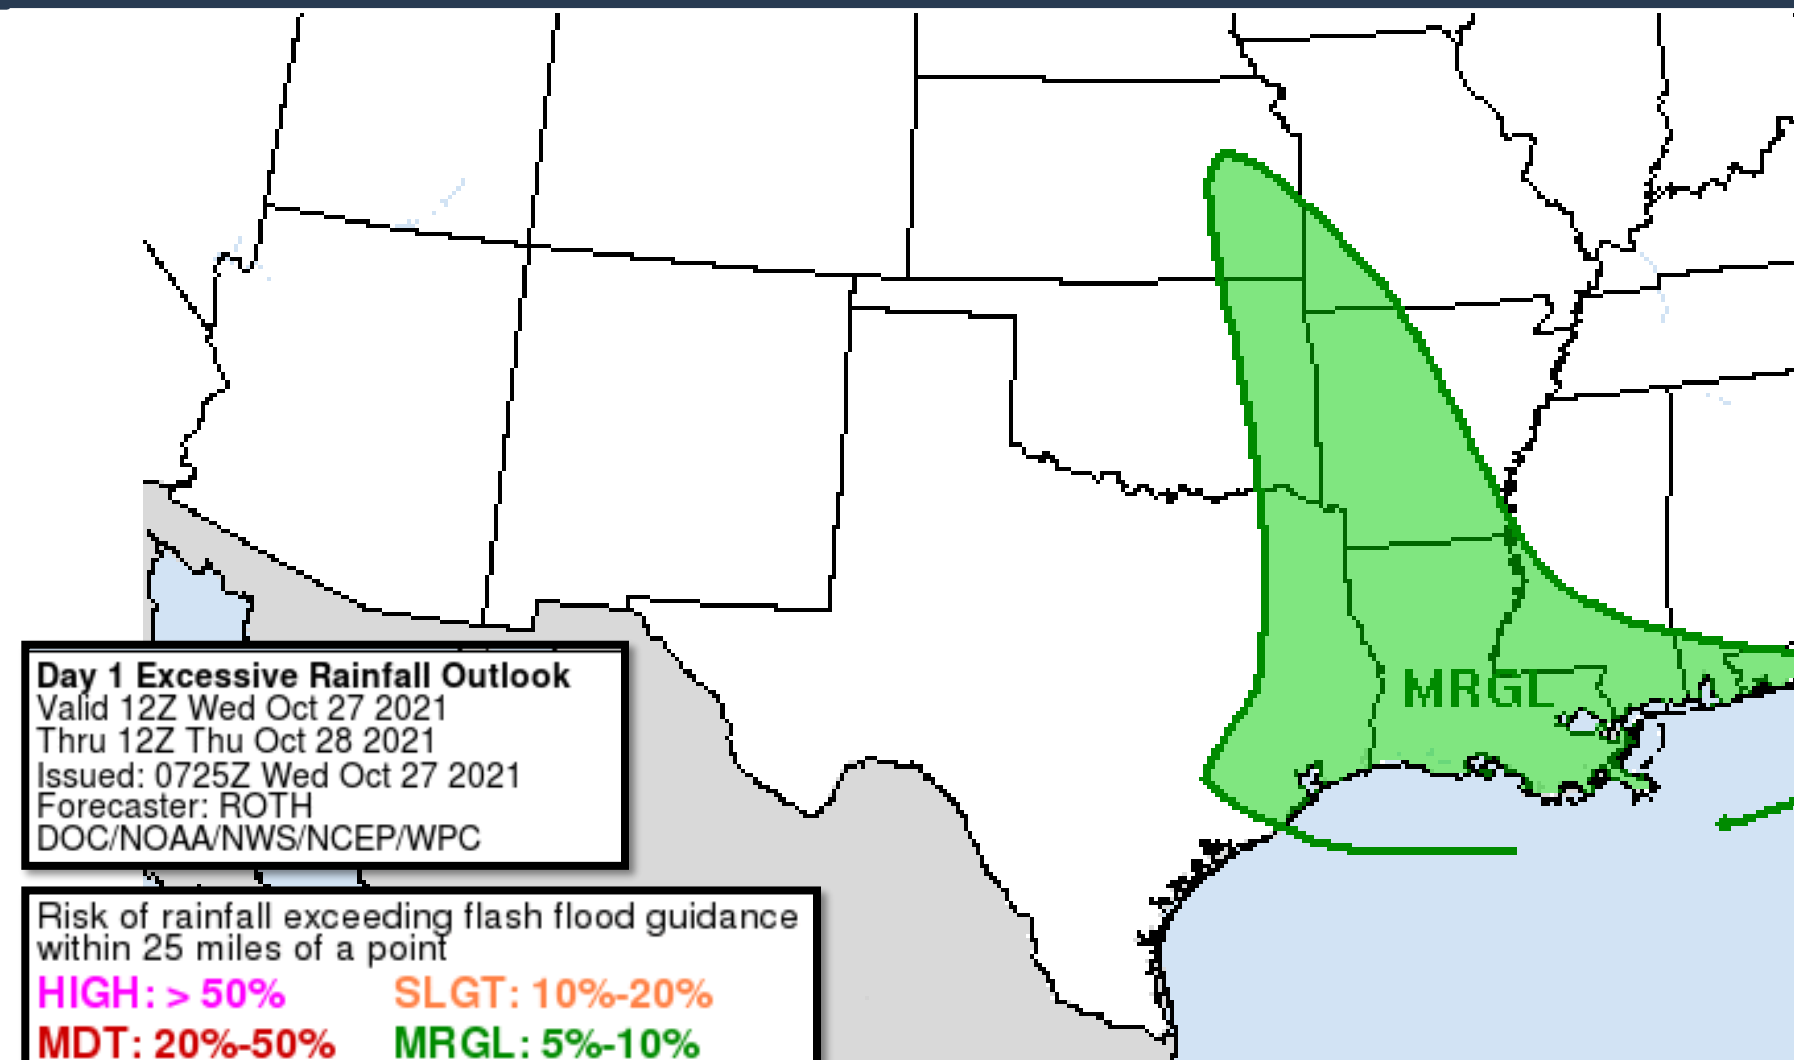 MRGL
Day 1 Excessive Rainfall Outlook
Valid 12Z Wed Oct 27 2021
Thru 12Z Thu Oct 28 2021
Issued: 0725Z Wed Oct 27 2021
Forecaster: ROTH
DOC/NOAA/NWS/NCEP/WPC
Risk of rainfall exceeding flash flood guidance
within 25 miles of a point
HIGH: > 50% SLGT: 10%-20%
MDT: 20%-50% MRGL: 5%-10%